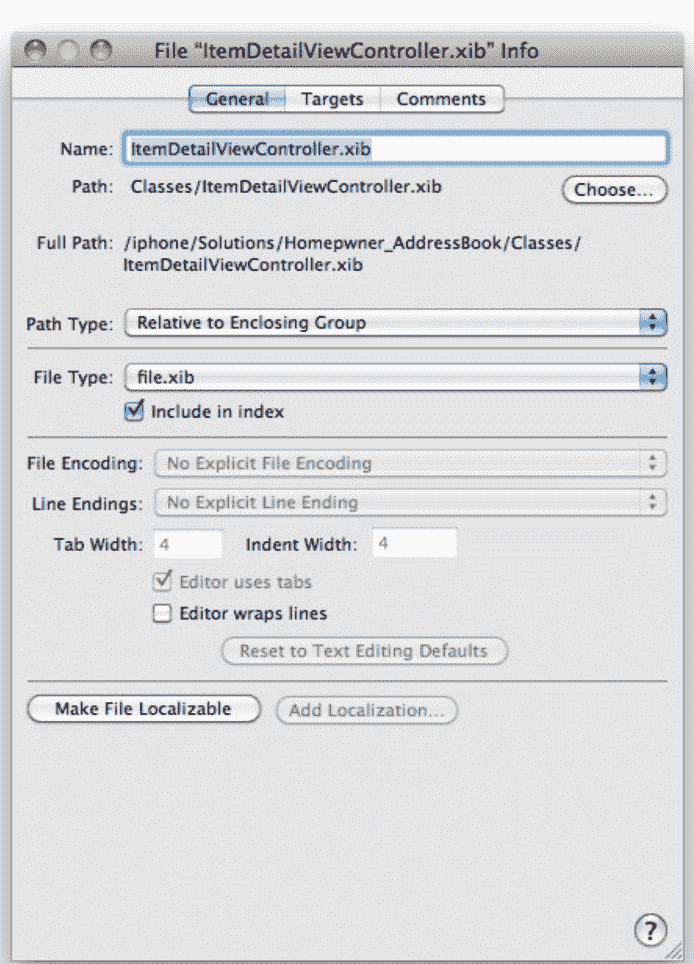 File “ItemDetailViewController.xib” Info
General Targets Comments
Name: ItemDetailViewController.xib
Path: Classes/ItemDetailViewController.xib Choose...
Full Path: /iphone/Solutions/Homepwner_AddressBook/Classes/
ItemDetailViewController.xib
Path Type: Relative to Enclosing Group
File Type: file.xib
Include in index
File Encoding: No Explicit File Encoding
Line Endings: No Explicit Line Ending
Tab Width: 4 Indent Width: 4
Editor uses tabs
Editor wraps lines
Reset to Text Editing Defaults
Make File Localizable Add Localization...
?